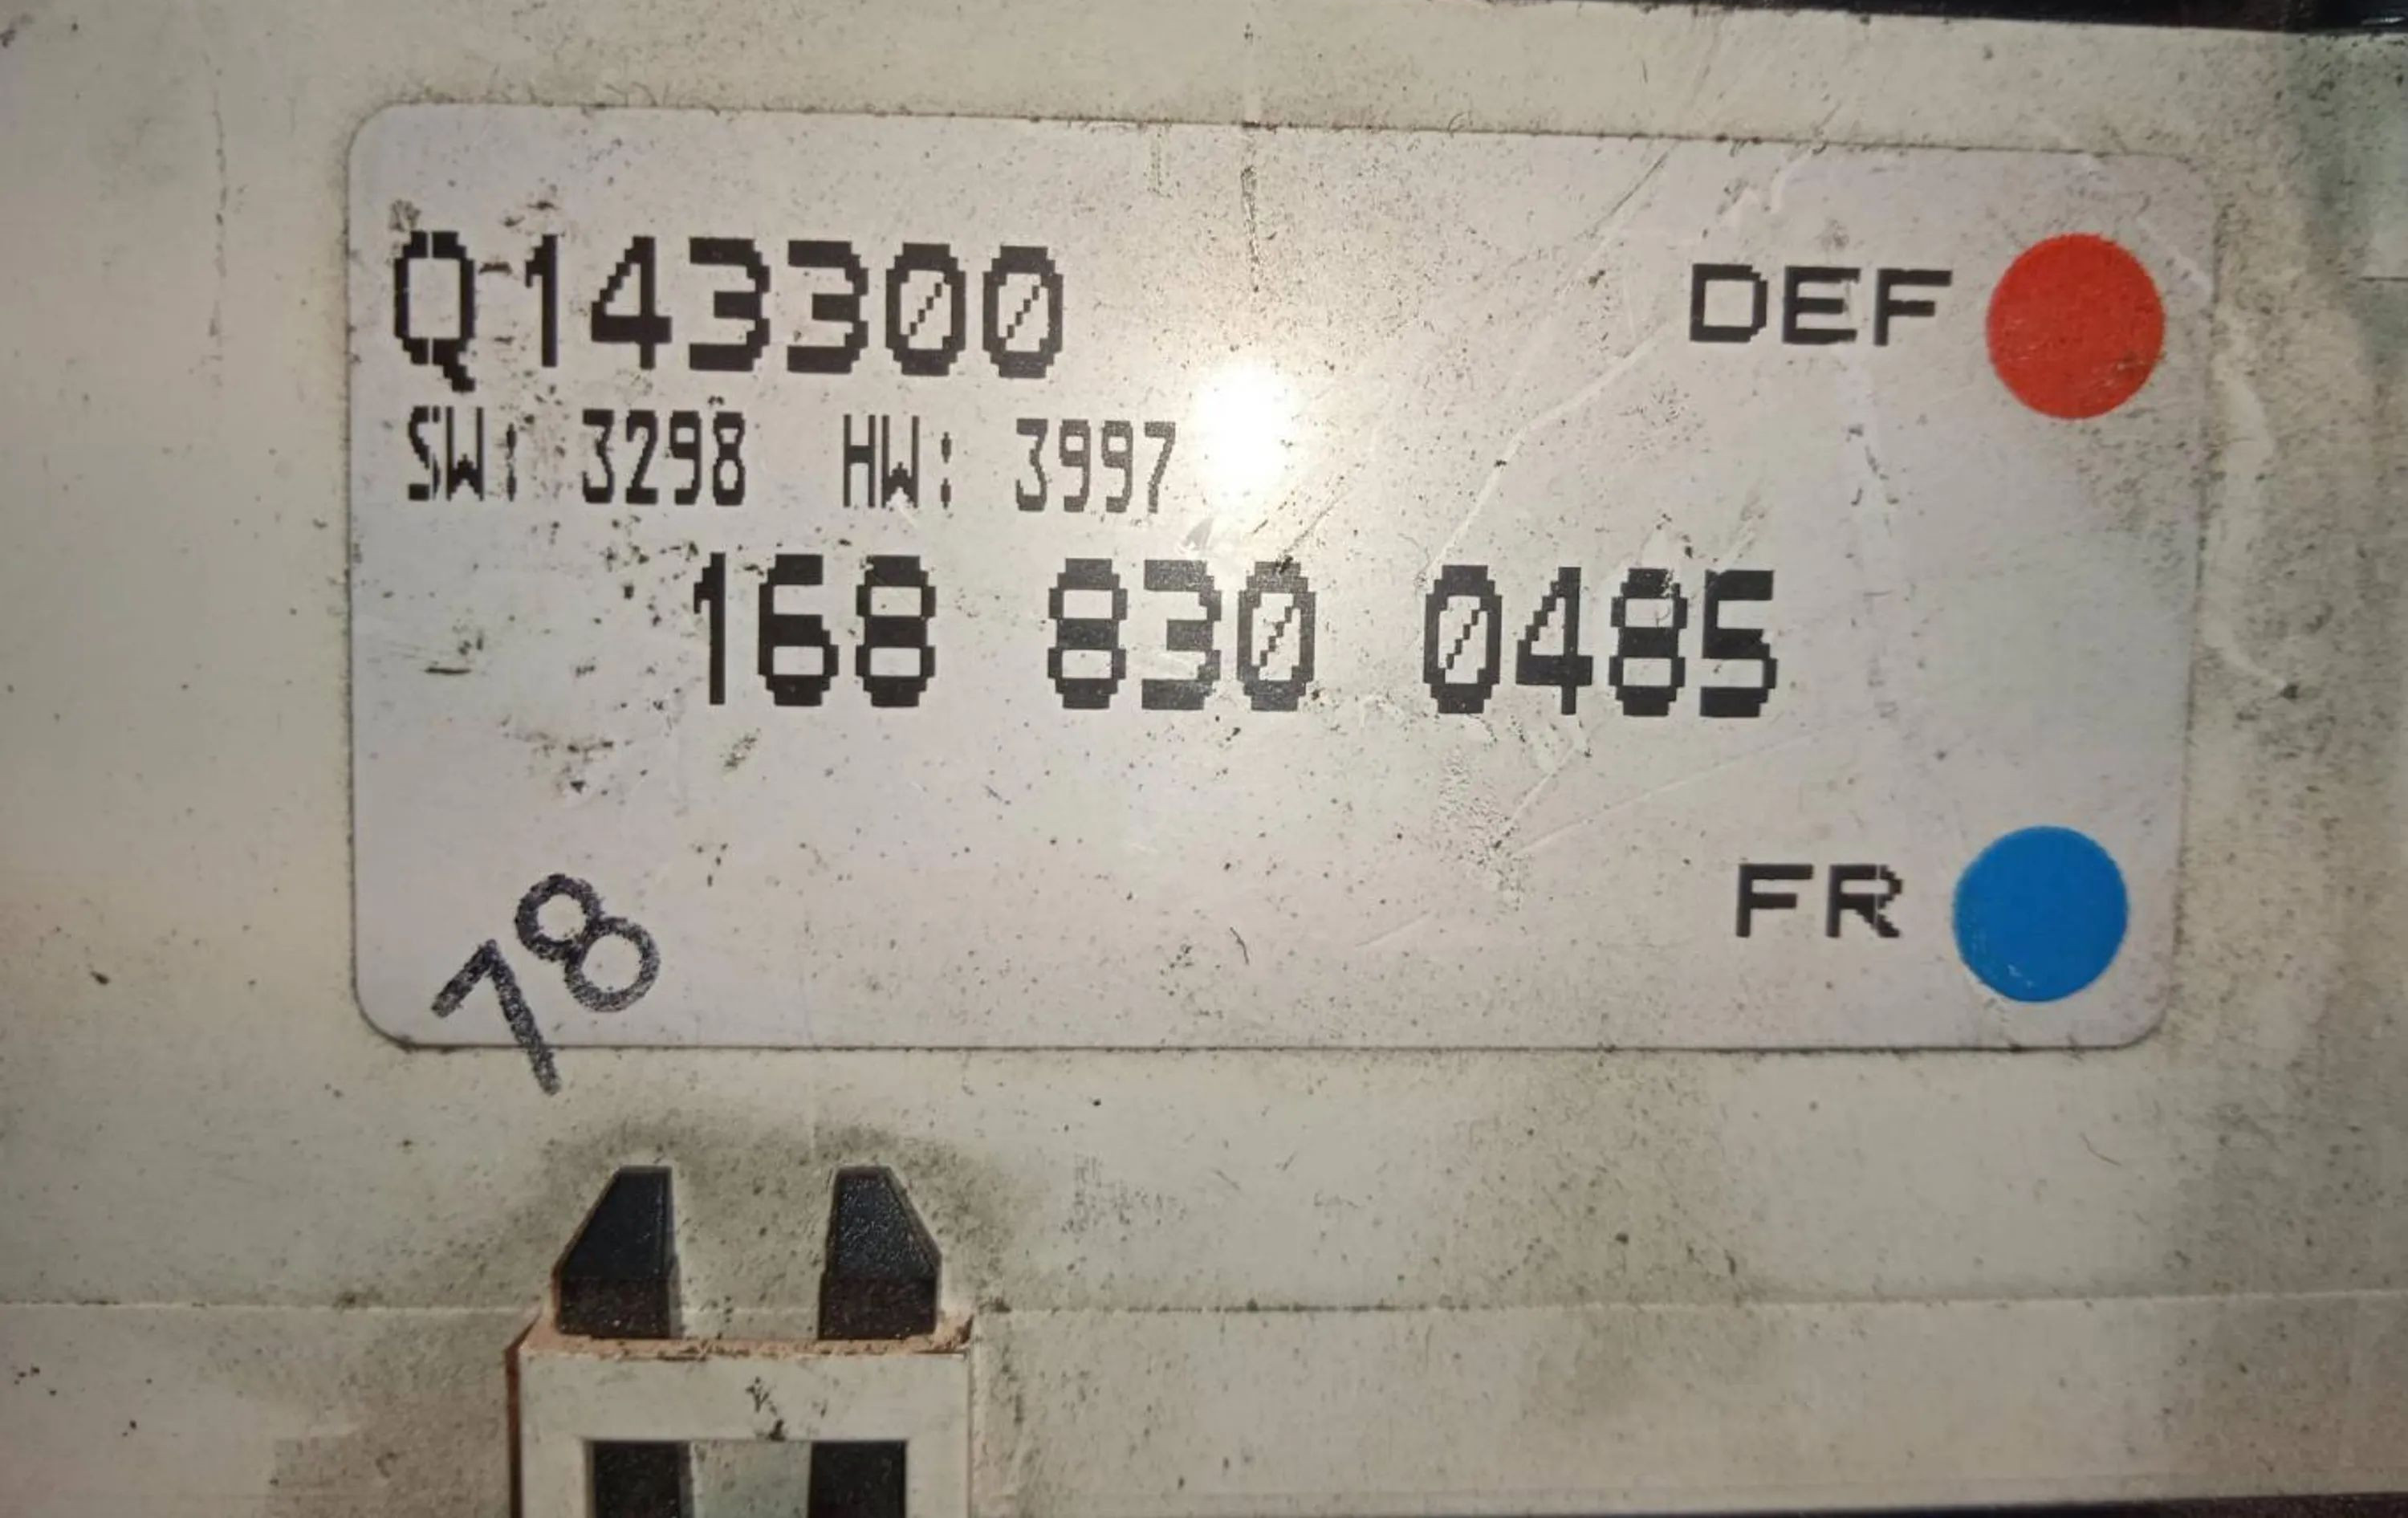 Q143300
DEF
SW: 3298 HW: 3997
168 830 0485
FR
78